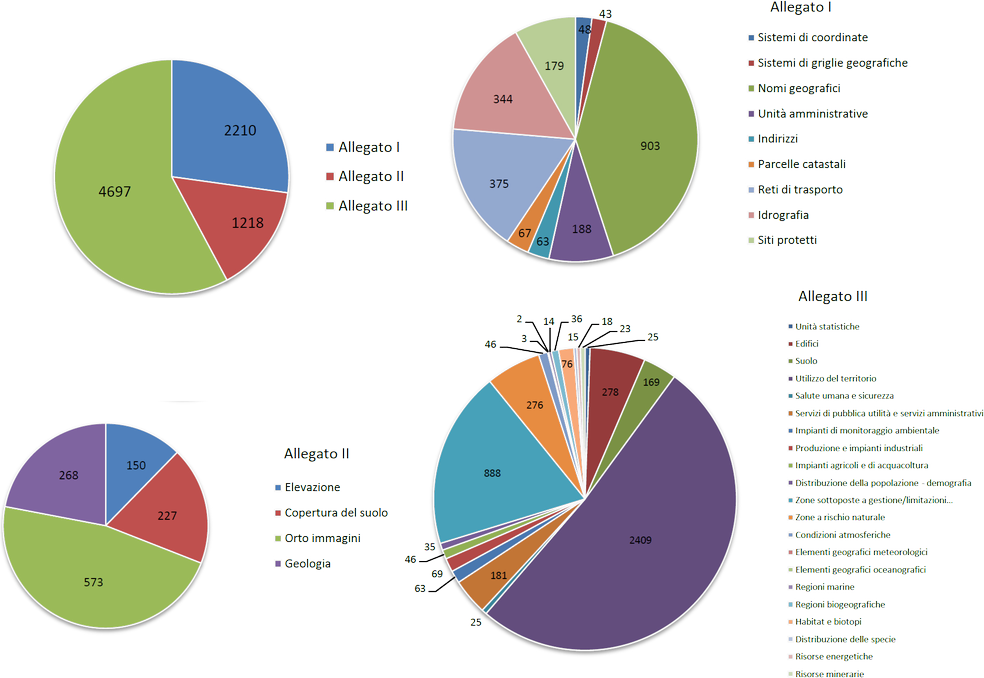 2210
1218
4697
Allegato I
Allegato II
Allegato III
Allegato I
48
43
903
188
63
67
375
344
179
Sistemi di coordinate
Sistemi di griglie geografiche
Nomi geografici
Unità amministrative
Indirizzi
Parcelle catastali
Reti di trasporto
Idrografia
Siti protetti
Allegato II
150
227
573
268
Elevazione
Copertura del suolo
Orto immagini
Geologia
Allegato III
25
278
169
2409
25
181
63
69
46
35
888
276
46
3
2
14
36
76
15
18
23
Unità statistiche
Edifici
Suolo
Utilizzo del territorio
Salute umana e sicurezza
Servizi di pubblica utilità e servizi amministrativi
Impianti di monitoraggio ambientale
Produzione e impianti industriali
Impianti agricoli e di acquacoltura
Distribuzione della popolazione - demografia
Zone sottoposte a gestione/limitazioni...
Zone a rischio naturale
Condizioni atmosferiche
Elementi geografici meteorologici
Elementi geografici oceanografici
Regioni marine
Regioni biogeografiche
Habitat e biotopi
Distribuzione delle specie
Risorse energetiche
Risorse minerarie